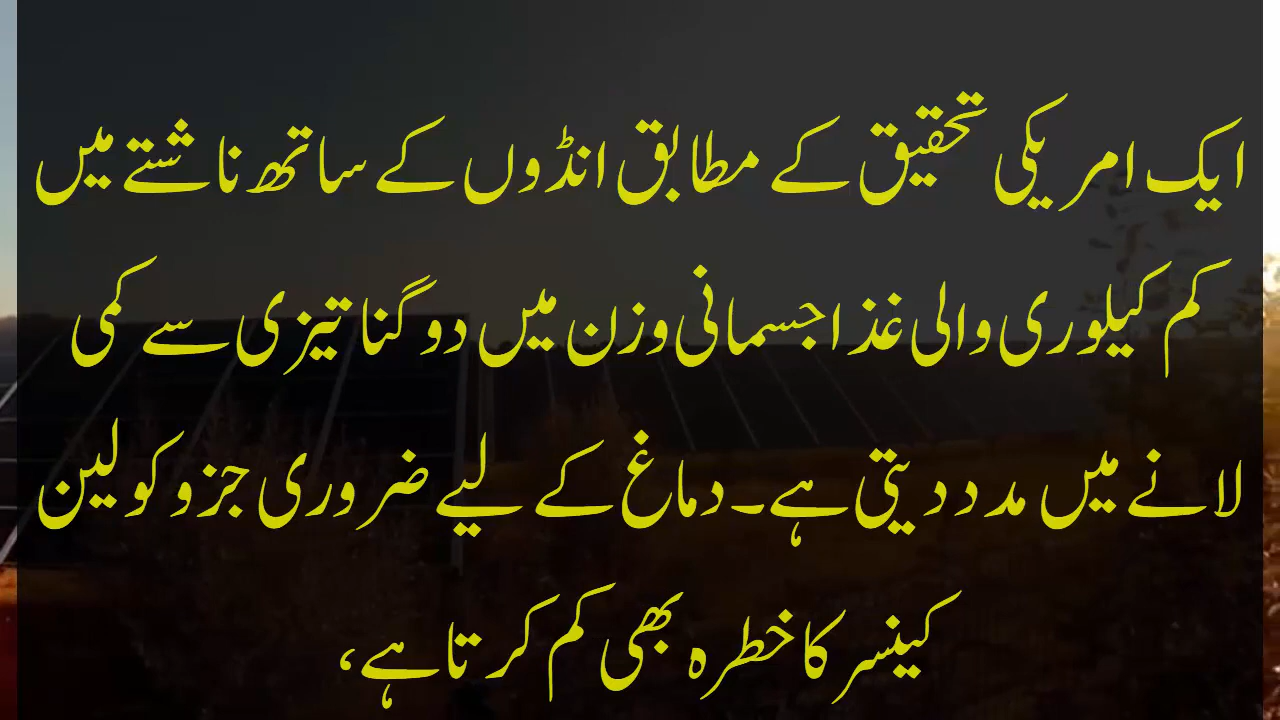 ایک امریکی تحقیق کے مطابق انڈوں کے ساتھ ناشتے میں
کم کیلوری والی غذا جسمانی وزن میں دو گنا تیزی سے کمی
لانے میں مدد دیتی ہے۔ دماغ کے لیے ضروری جزو کولین
کینسر کا خطرہ بھی کم کرتا ہے،